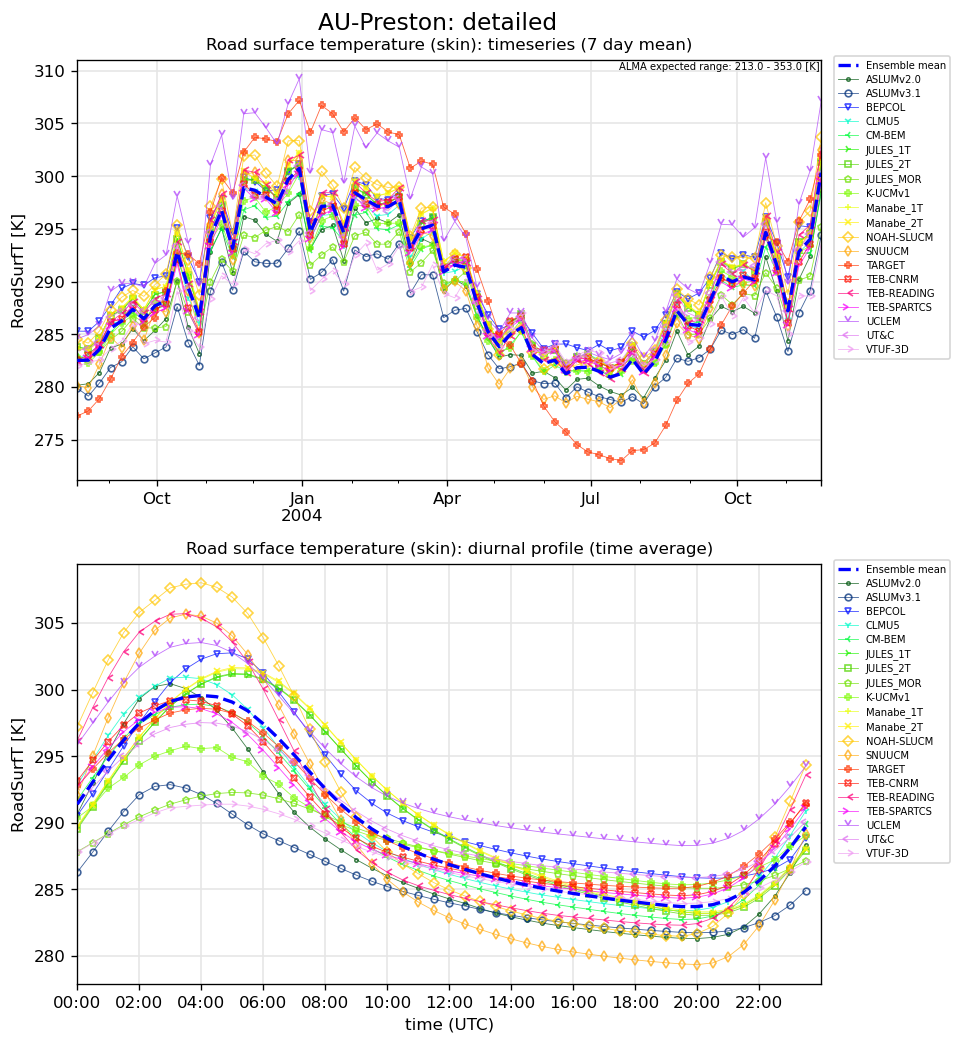 AU-Preston: detailed
Road surface temperature (skin): timeseries (7 day mean)
ALMA expected range: 213.0 - 353.0 [K]
RoadSurfT [K]
310
305
300
295
290
285
280
275
Oct
Jan
2004
Apr
Jul
Oct
Ensemble mean
ASLUMv2.0
ASLUMv3.1
BEPCOL
CLMU5
CM-BEM
JULES_1T
JULES_2T
JULES_MOR
K-UCMv1
Manabe_1T
Manabe_2T
NOAH-SLUCM
SNUUCM
TARGET
TEB-CNRM
TEB-READING
TEB-SPARTCS
UCLEM
UT&C
VTUF-3D
Road surface temperature (skin): diurnal profile (time average)
RoadSurfT [K]
305
300
295
290
285
280
00:00
02:00
04:00
06:00
08:00
10:00
12:00
14:00
16:00
18:00
20:00
22:00
time (UTC)
Ensemble mean
ASLUMv2.0
ASLUMv3.1
BEPCOL
CLMU5
CM-BEM
JULES_1T
JULES_2T
JULES_MOR
K-UCMv1
Manabe_1T
Manabe_2T
NOAH-SLUCM
SNUUCM
TARGET
TEB-CNRM
TEB-READING
TEB-SPARTCS
UCLEM
UT&C
VTUF-3D